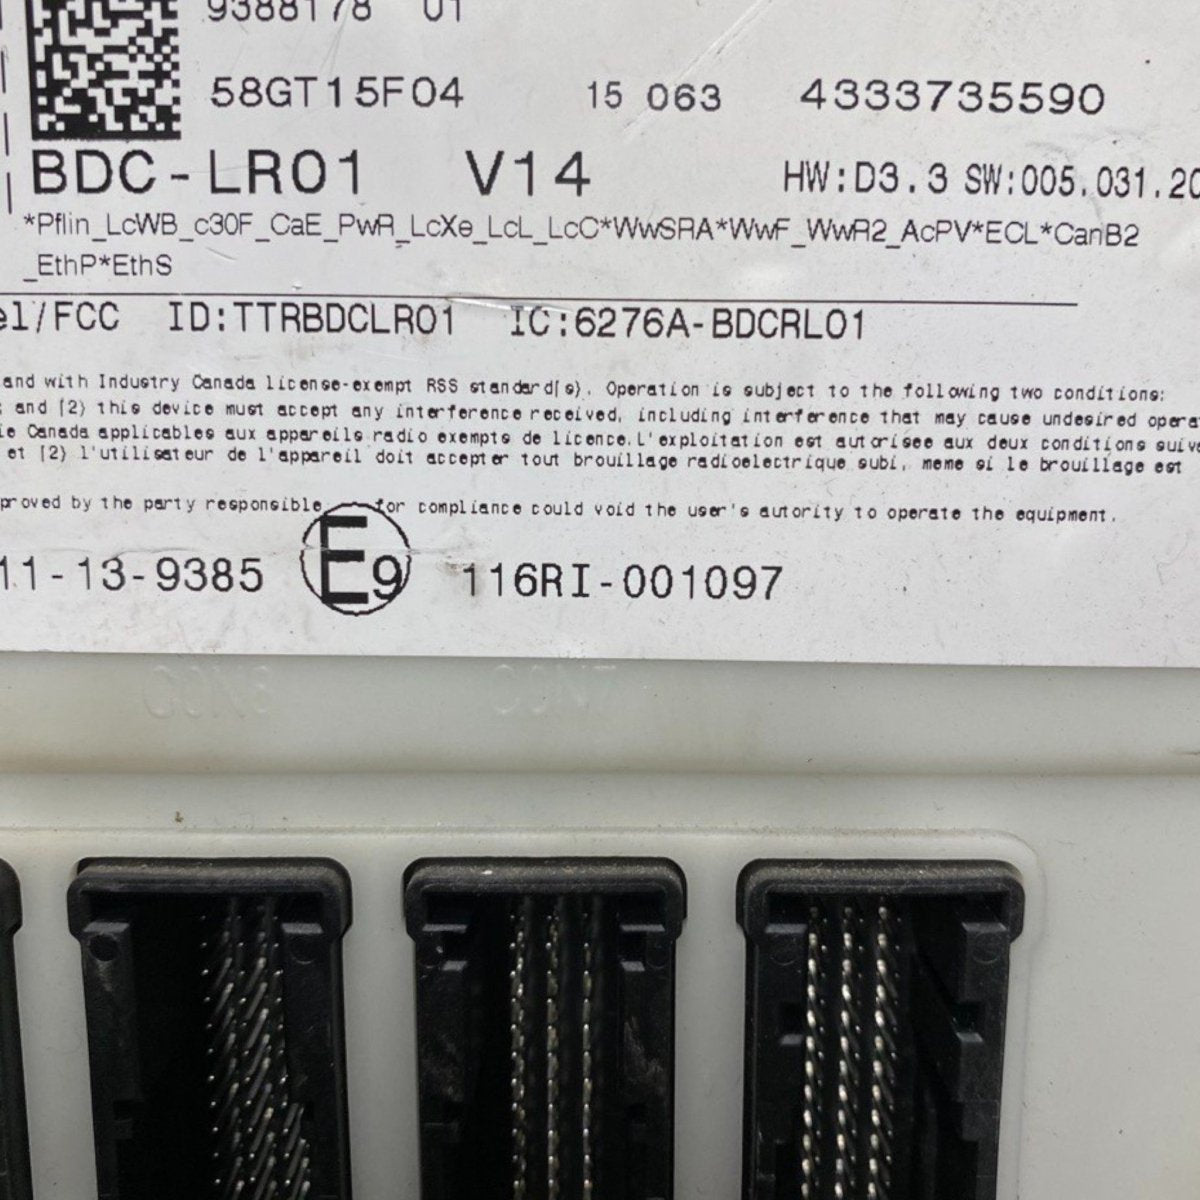 9388178 01
58GT15F04 15 063 4333735590
BDC-LR01 V14 HW:D3.3 SW:005.031.20
*Pflin_LcWB_c30F_CaE_PwR_LcXe_LcL_LcC*WwSRA*WwF_WwR2_AcPV*ECL*CanB2
_EthP*EthS
el/FCC ID:TTRBDCLR01 IC:6276A-BDCRL01
and with Industry Canada license-exempt RSS standard(s). Operation is subject to the following two conditions:
and (2) this device must accept any interference received, including interference that may cause undesired opera
ie Canada applicables aux appareils radio exempts de licence.L'exploitation est autorisee aux deux conditions suiv
et (2) l'utilisateur de l'appareil doit accepter tout brouillage radioelectrique subi, meme si le brouillage est
proved by the party responsible for compliance could void the user's autority to operate the equipment.
11-13-9385 E9 116RI-001097